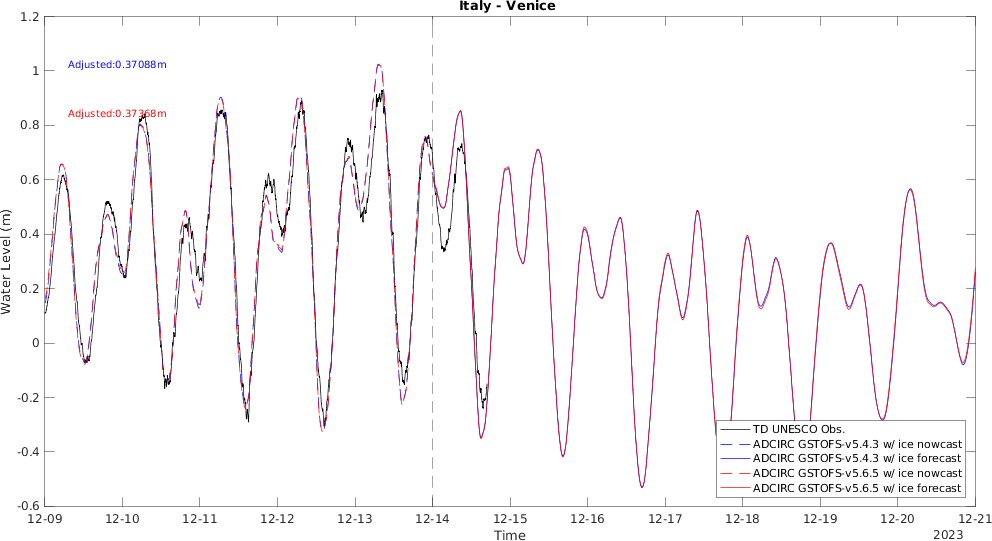 Italy - Venice
Adjusted:0.37088m
Adjusted:0.37368m
Water Level (m)
1.2
1
0.8
0.6
0.4
0.2
0
-0.2
-0.4
-0.6
TD UNESCO Obs.
ADCIRC GSTOFS-v5.4.3 w/ ice nowcast
ADCIRC GSTOFS-v5.4.3 w/ ice forecast
ADCIRC GSTOFS-v5.6.5 w/ ice nowcast
ADCIRC GSTOFS-v5.6.5 w/ ice forecast
12-09 12-10 12-11 12-12 12-13 12-14 12-15 12-16 12-17 12-18 12-19 12-20 12-21
Time
2023